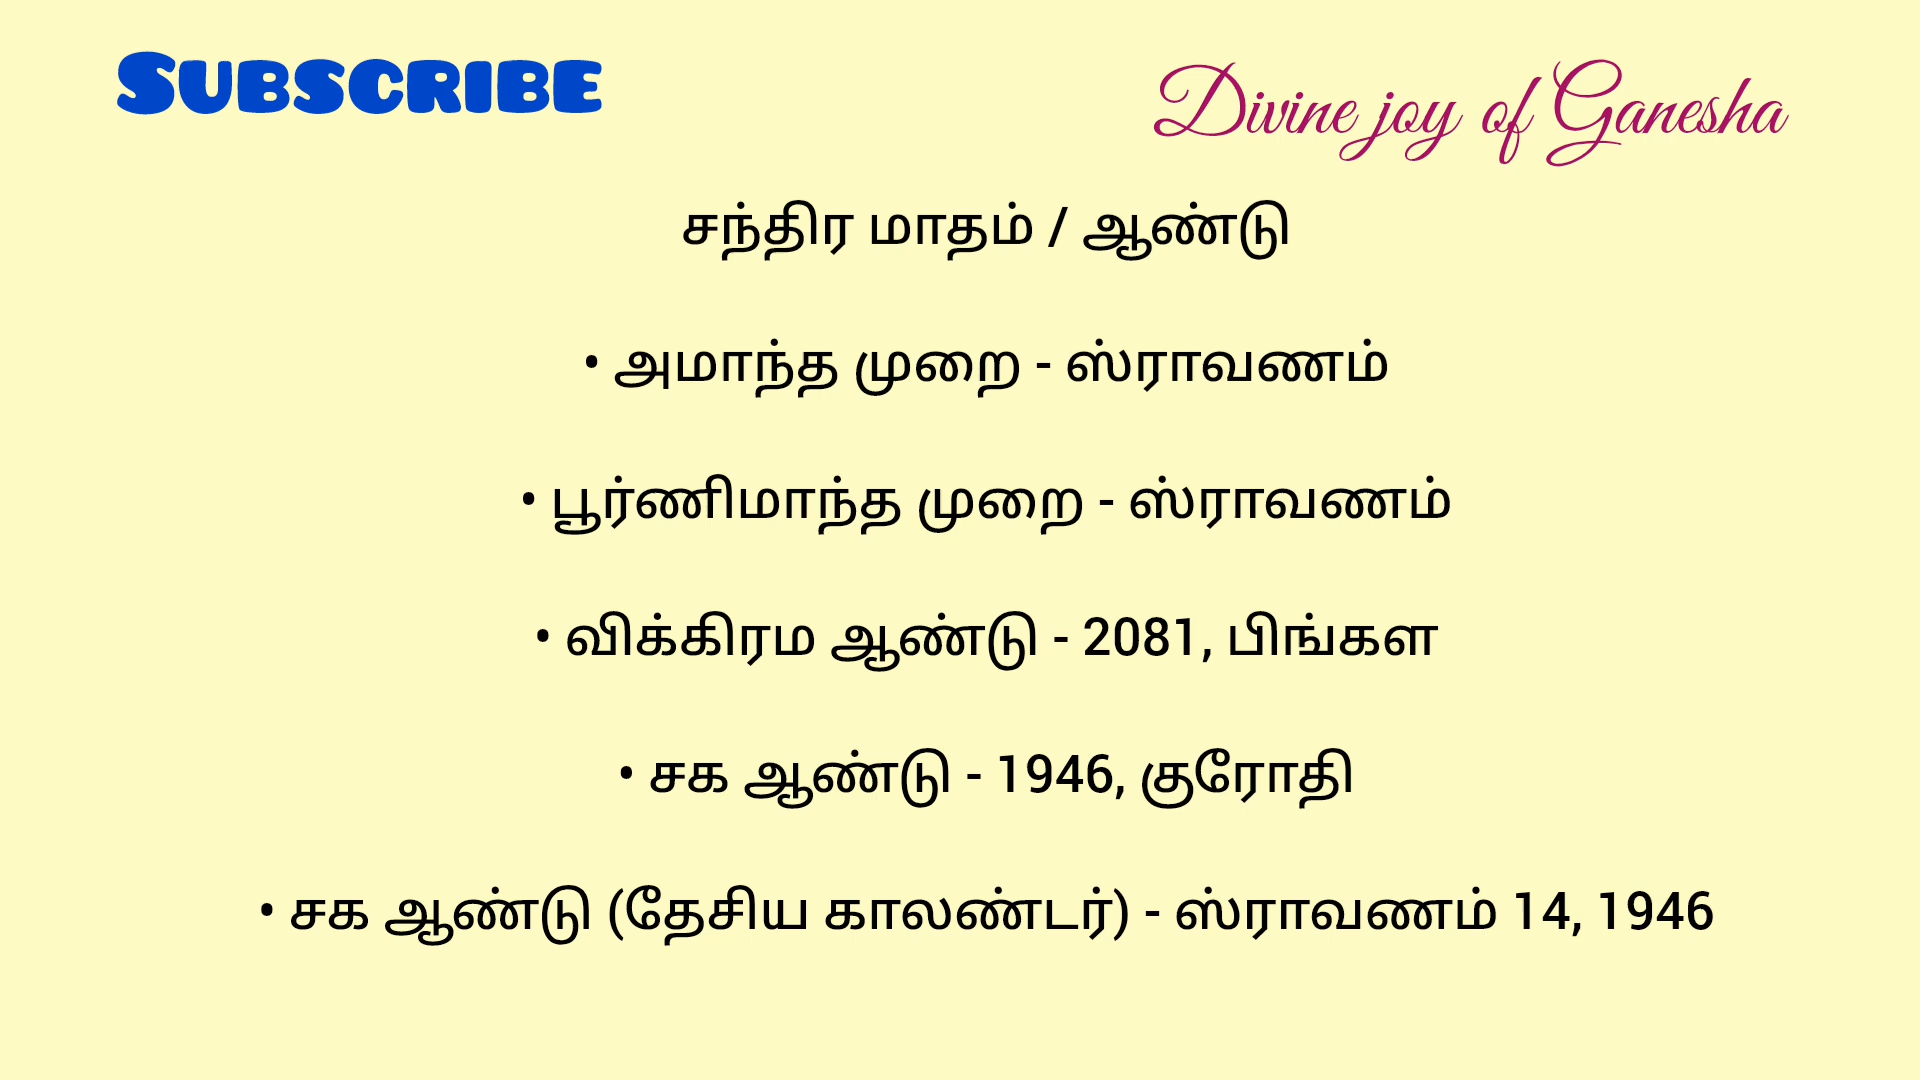 SUBSCRIBE
Divine joy of Ganesha
சந்திர மாதம் / ஆண்டு
• அமாந்த முறை - ஸ்ராவணம்
• பூர்ணிமாந்த முறை - ஸ்ராவணம்
• விக்கிரம ஆண்டு - 2081, பிங்கள
• சக ஆண்டு - 1946, குரோதி
• சக ஆண்டு (தேசிய காலண்டர்) - ஸ்ராவணம் 14, 1946